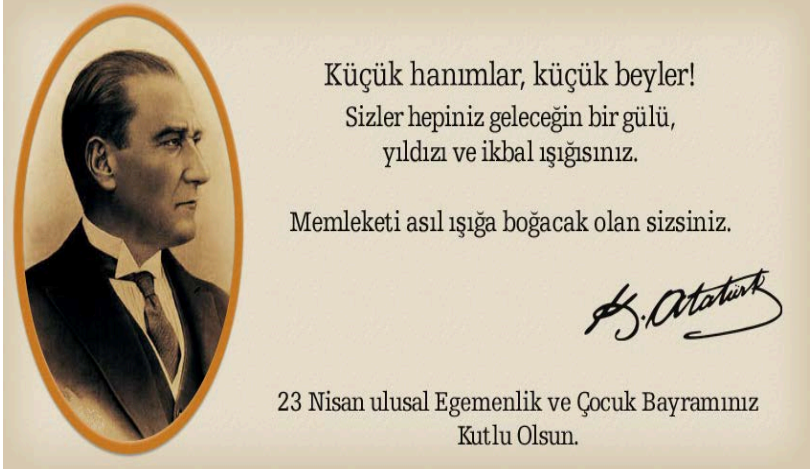 Küçük hanımlar, küçük beyler!
Sizler hepiniz geleceğin bir gülü,
yıldızı ve ikbal ışığısınız.
Memleketi asıl ışığa boğacak olan sizsiniz.
K. Atatürk
23 Nisan ulusal Egemenlik ve Çocuk Bayramınız
Kutlu Olsun.